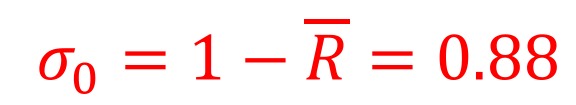 σ₀ = 1 − R̅ = 0.88